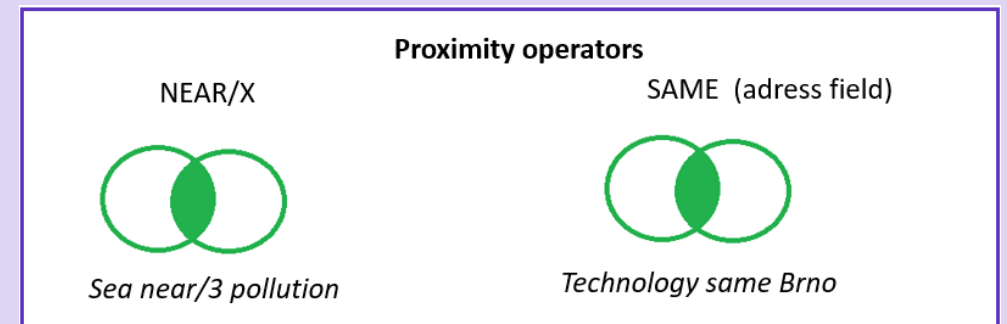 Proximity operators
NEAR/X
SAME (adress field)
Sea near/3 pollution
Technology same Brno